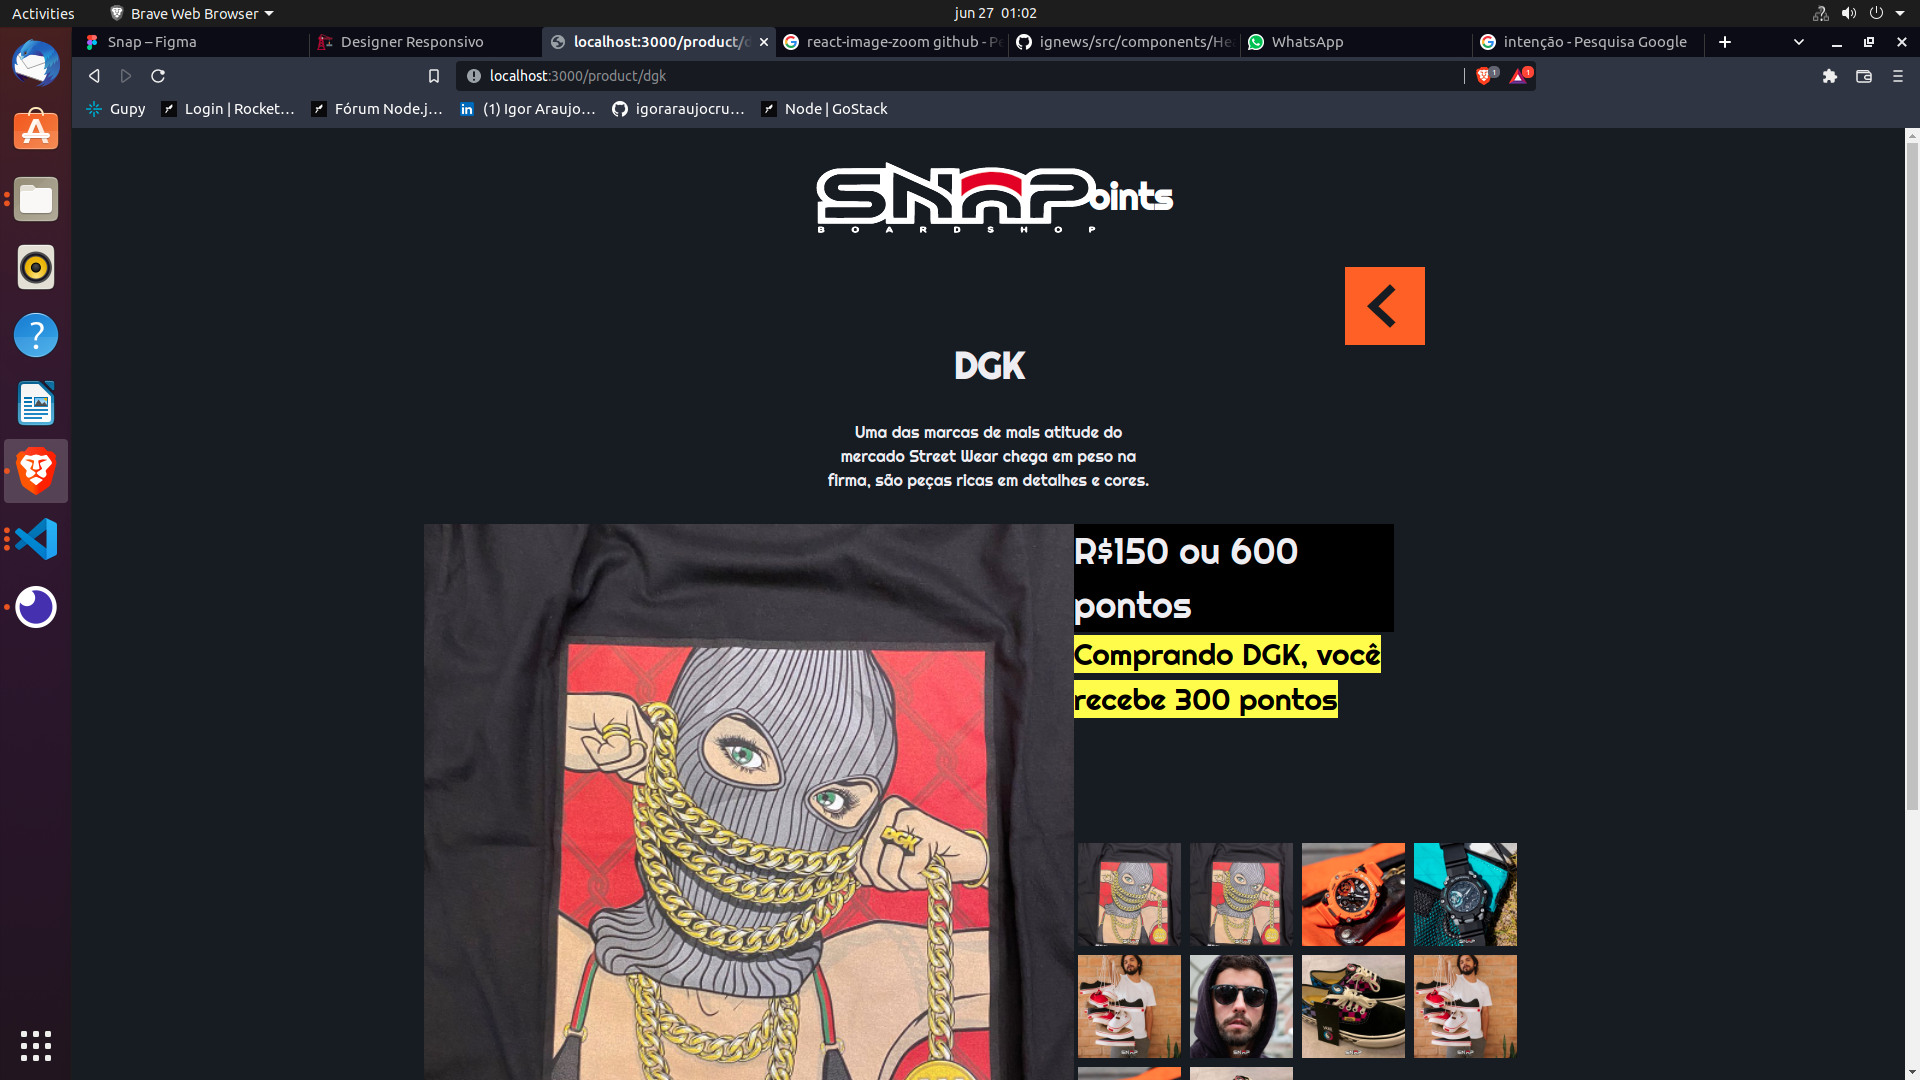 Activities
Brave Web Browser
jun 27 01:02
Snap – Figma
Designer Responsivo
localhost:3000/product/d
react-image-zoom github - Pe
ignews/src/components/He
WhatsApp
intenção - Pesquisa Google
localhost:3000/product/dgk
1
1
Gupy
Login | Rocket…
Fórum Node.j…
(1) Igor Araujo…
igoraraujocru…
Node | GoStack
SNAPoints
BOARDSHOP
DGK
Uma das marcas de mais atitude do
mercado Street Wear chega em peso na
firma, são peças ricas em detalhes e cores.
R$150 ou 600
pontos
Comprando DGK, você
recebe 300 pontos
DGK